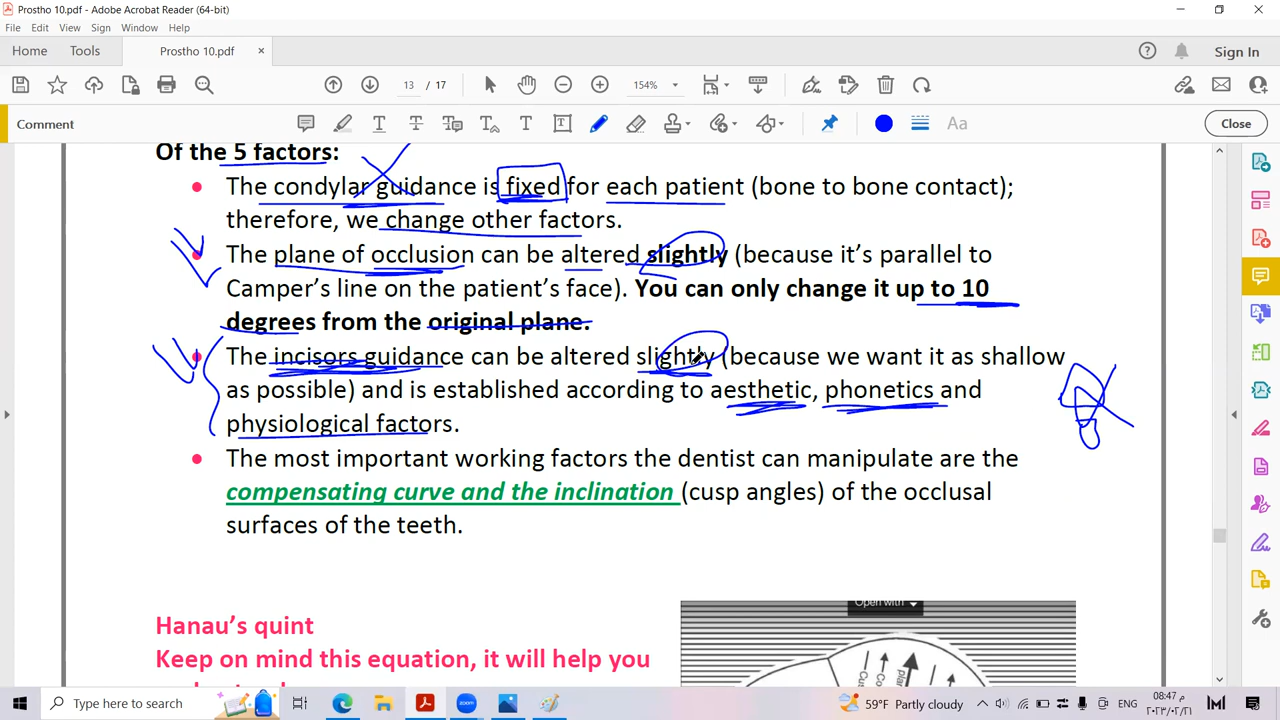 Prostho 10.pdf - Adobe Acrobat Reader (64-bit)
File Edit View Sign Window Help
Home Tools Prostho 10.pdf × Sign In
13 / 17 154%
Comment Aa Close
Of the 5 factors:
• The condylar guidance is fixed for each patient (bone to bone contact);
therefore, we change other factors.
• The plane of occlusion can be altered slightly (because it's parallel to
Camper's line on the patient's face). You can only change it up to 10
degrees from the original plane.
• The incisors guidance can be altered slightly (because we want it as shallow
as possible) and is established according to aesthetic, phonetics and
physiological factors.
• The most important working factors the dentist can manipulate are the
compensating curve and the inclination (cusp angles) of the occlusal
surfaces of the teeth.
Hanau's quint
Keep on mind this equation, it will help you
Open with
Type here to search
59°F Partly cloudy
08:47 م
٢٠٢٣/٠٢/٢١